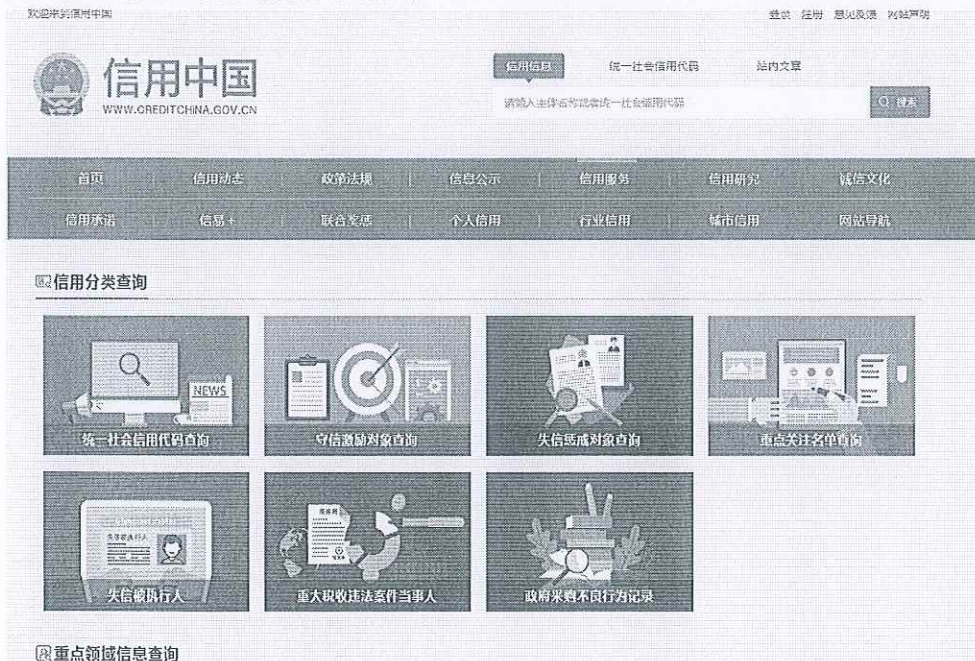 欢迎来到信用中国
登录 注册 意见反馈 网站声明
信用中国
WWW.CREDITCHINA.GOV.CN
信用信息 统一社会信用代码 站内文章
请输入主体名称或者统一社会信用代码 搜索
首页 信用动态 政策法规 信息公示 信用服务 信用研究 诚信文化
信用承诺 信易+ 联合奖惩 个人信用 行业信用 城市信用 网站导航
信用分类查询
NEWS
统一社会信用代码查询 守信激励对象查询 失信惩戒对象查询 重点关注名单查询
失信被执行人
失信被执行人 重大税收违法案件当事人 政府采购不良行为记录
重点领域信息查询